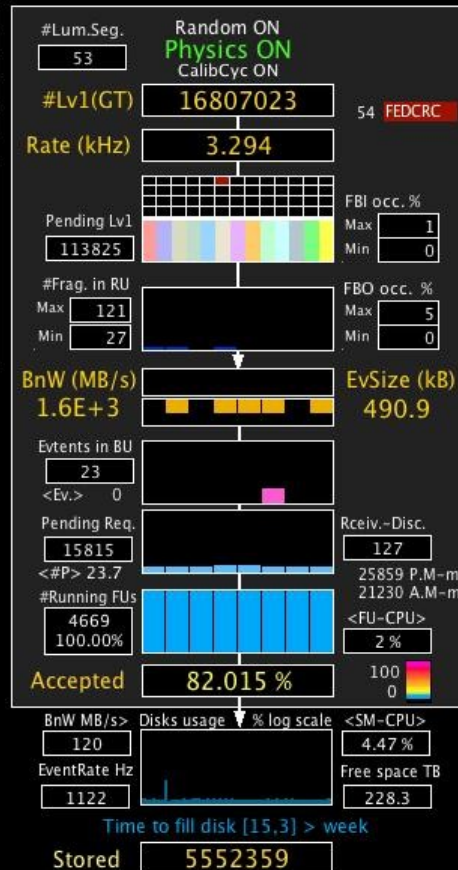 #Lum.Seg.
53
Random ON
Physics ON
CalibCyc ON
#Lv1(GT)
16807023
54 FEDCRC
Rate (kHz)
3.294
Pending Lv1
113825
FBI occ. %
Max 1
Min 0
#Frag. in RU
Max 121
Min 27
FBO occ. %
Max 5
Min 0
BnW (MB/s)
1.6E+3
EvSize (kB)
490.9
Evtents in BU
23
<Ev.> 0
Pending Req.
15815
<#P> 23.7
Rceiv.-Disc.
127
25859 P.M-m
21230 A.M-m
#Running FUs
4669
100.00%
<FU-CPU>
2 %
100
0
Accepted
82.015 %
BnW MB/s>
120
Disks usage % log scale
<SM-CPU>
4.47 %
EventRate Hz
1122
Free space TB
228.3
Time to fill disk [15,3] > week
Stored
5552359